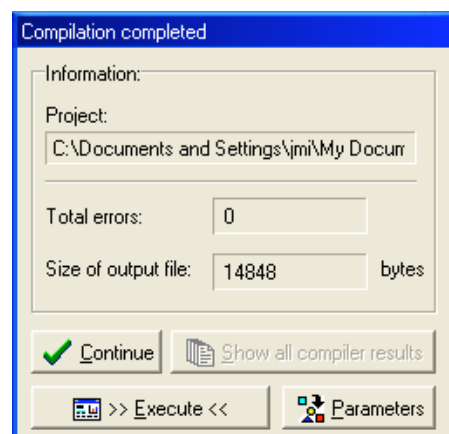 Compilation completed
Information:
Project:
C:\Documents and Settings\jmi\My Docum
Total errors: 0
Size of output file: 14848 bytes
Continue Show all compiler results
>> Execute << Parameters